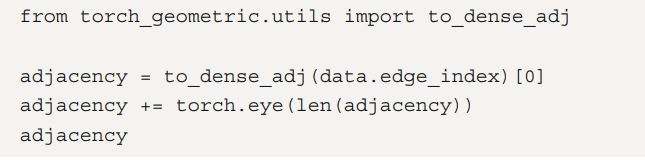 from torch_geometric.utils import to_dense_adj
adjacency = to_dense_adj(data.edge_index)[0]
adjacency += torch.eye(len(adjacency))
adjacency